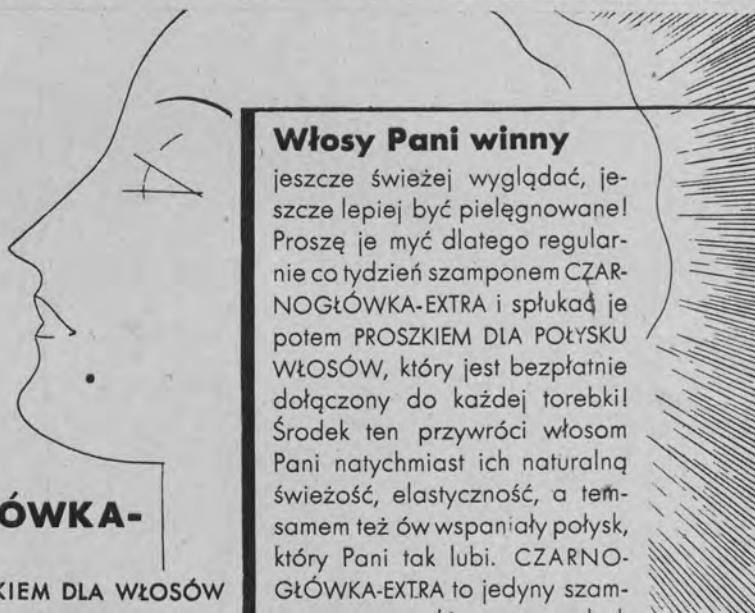 Włosy Pani winny
jeszcze świeżej wyglądać, je-
szcze lepiej być pielęgnowane!
Proszę je myć dlatego regular-
nie co tydzień szamponem CZAR-
NOGŁÓWKA-EXTRA i spłukać je
potem PROSZKIEM DLA POŁYSKU
WŁOSÓW, który jest bezpłatnie
dołączony do każdej torebki!
Środek ten przywróci włosom
Pani natychmiast ich naturalną
świeżość, elastyczność, a tem-
samem też ów wspaniały połysk,
który Pani tak lubi. CZARNO-
GŁÓWKA-EXTRA to jedyny szam-
ÓWKA-
KIEM DLA WŁOSÓW